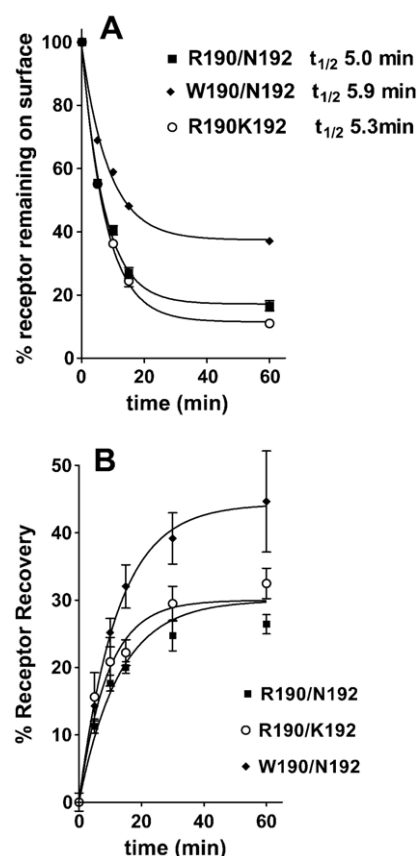 A
R190/N192 t1/2 5.0 min
W190/N192 t1/2 5.9 min
R190K192 t1/2 5.3min
% receptor remaining on surface
100
80
60
40
20
0
0 20 40 60
time (min)
B
% Receptor Recovery
50
40
30
20
10
0
R190/N192
R190/K192
W190/N192
0 20 40 60
time (min)